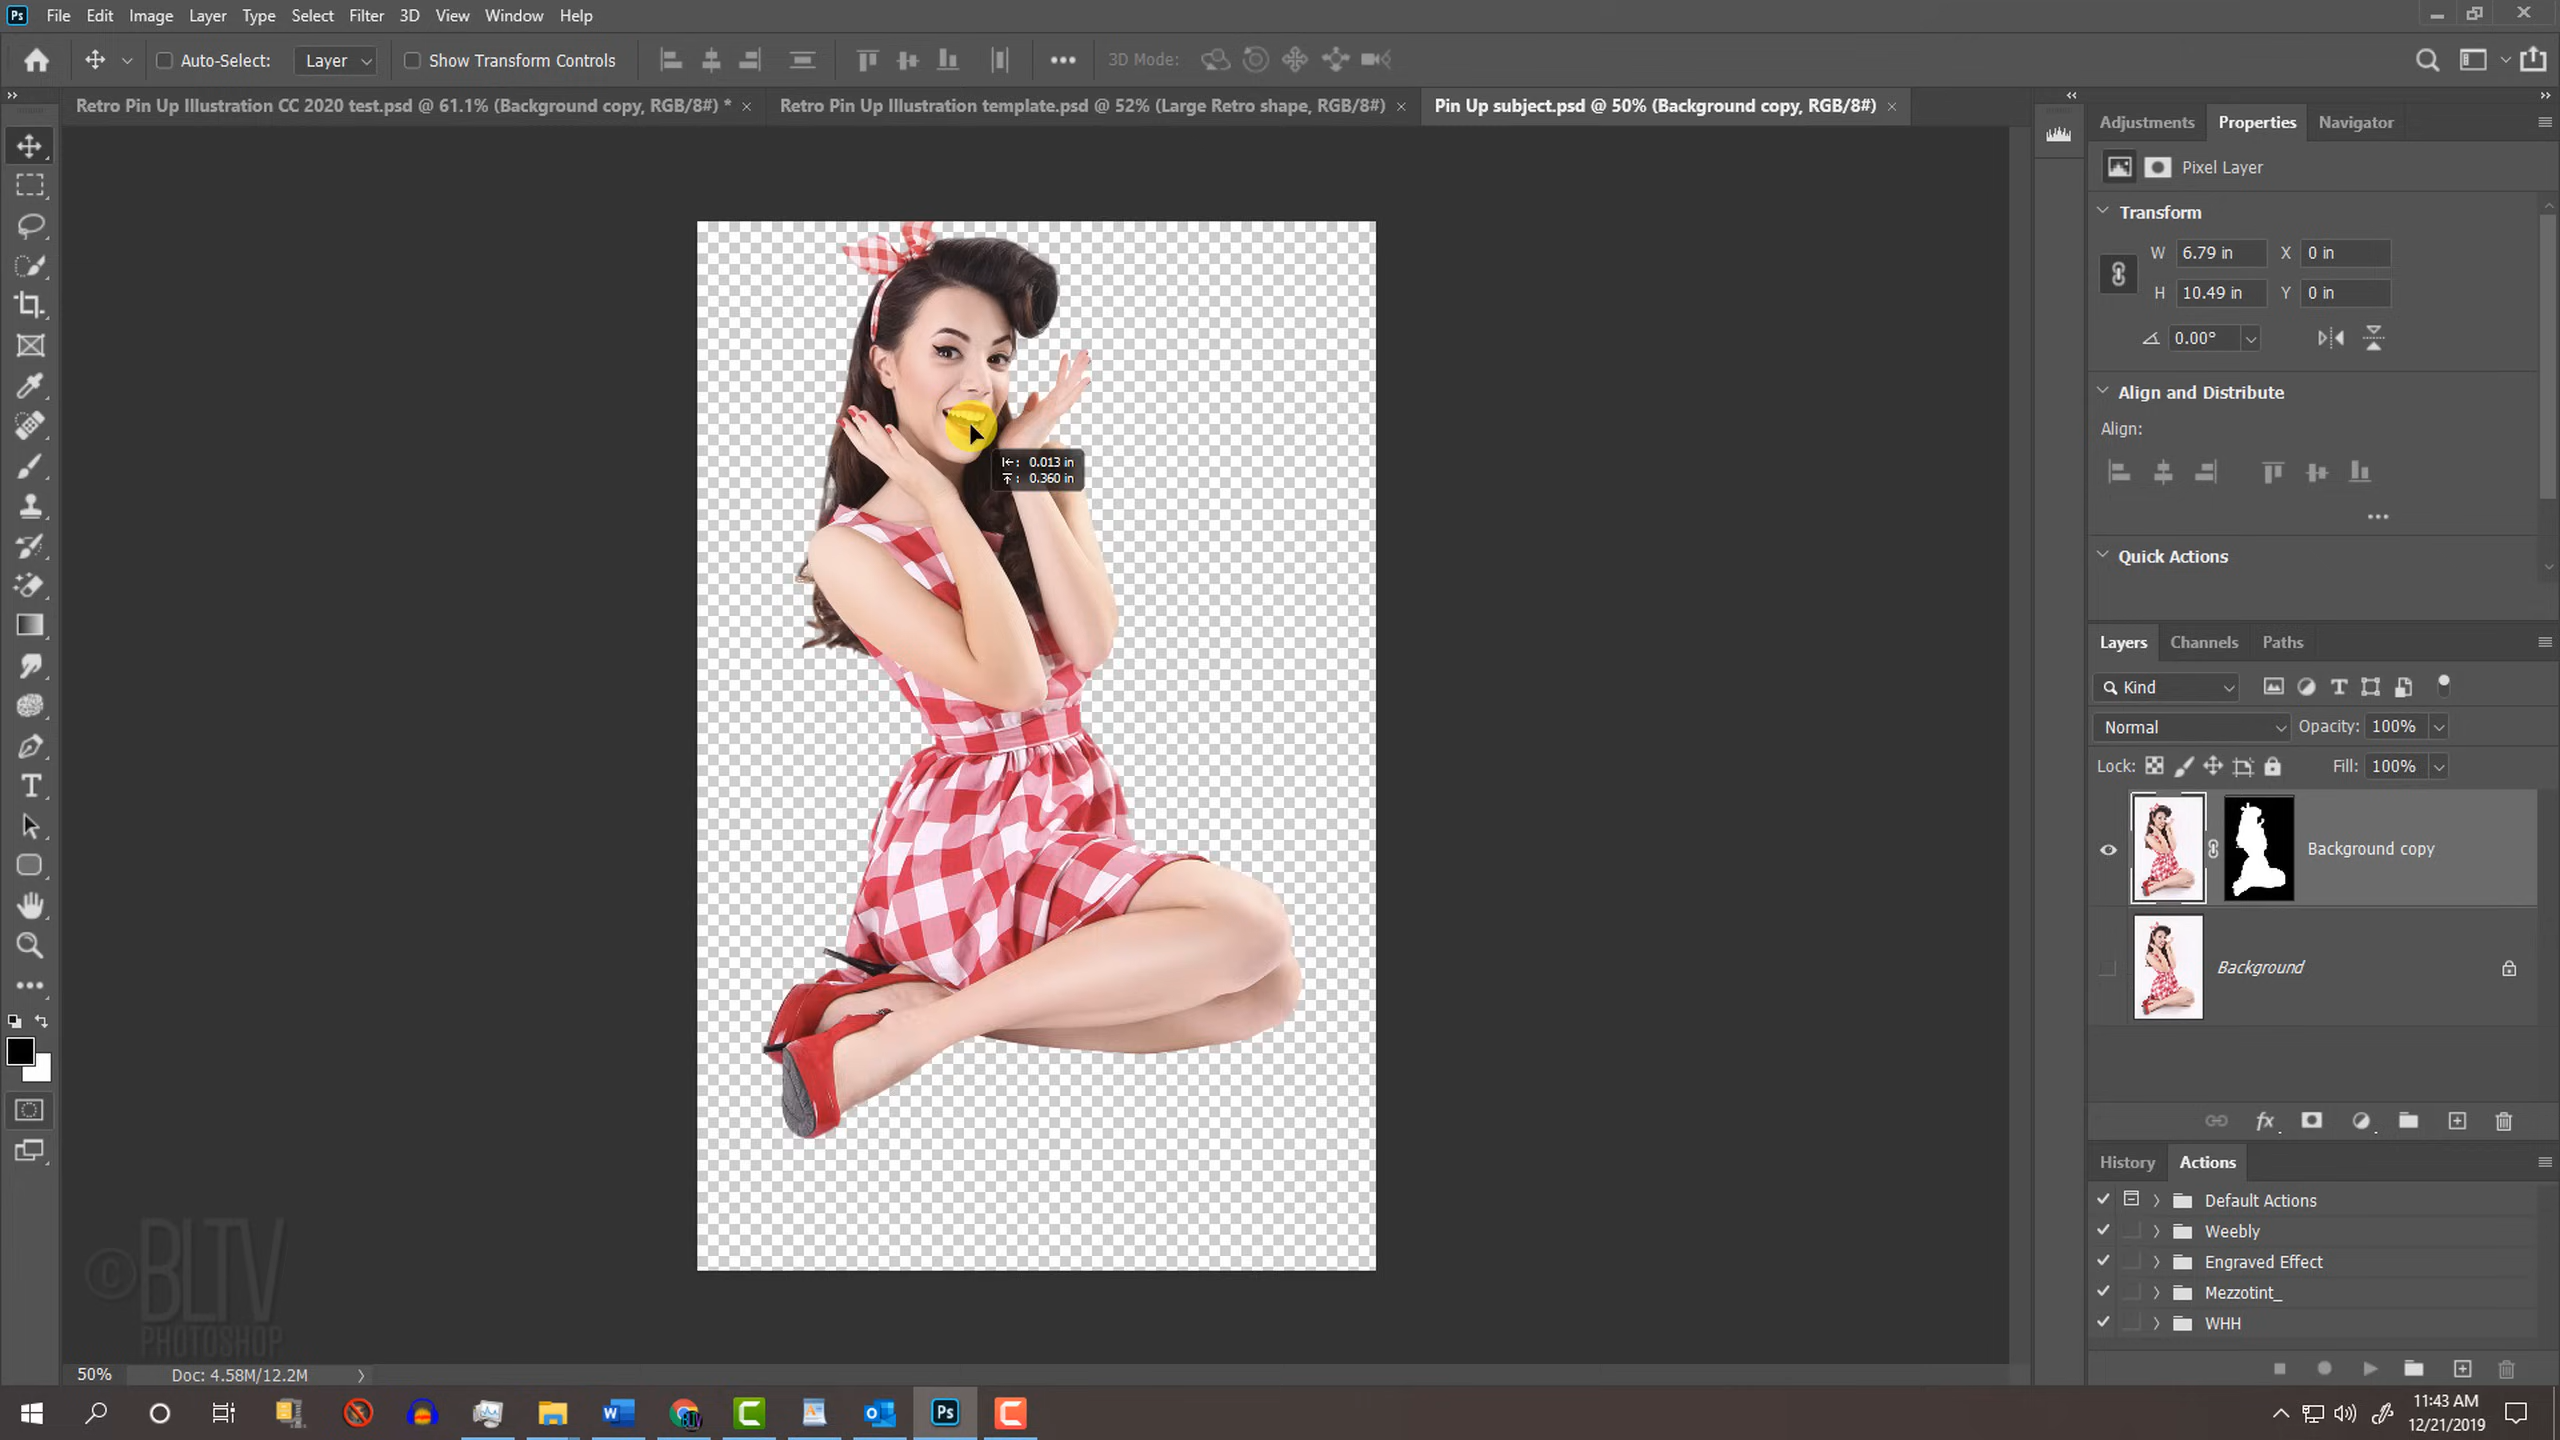 Ps File Edit Image Layer Type Select Filter 3D View Window Help
Auto-Select: Layer Show Transform Controls 3D Mode:
Retro Pin Up Illustration CC 2020 test.psd @ 61.1% (Background copy, RGB/8#) * × Retro Pin Up Illustration template.psd @ 52% (Large Retro shape, RGB/8#) × Pin Up subject.psd @ 50% (Background copy, RGB/8#) ×
Adjustments Properties Navigator
Pixel Layer
Transform
W 6.79 in X 0 in
H 10.49 in Y 0 in
0.00°
Align and Distribute
Align:
Quick Actions
0.013 in
0.360 in
Layers Channels Paths
Kind
Normal Opacity: 100%
Lock: Fill: 100%
Background copy
Background
History Actions
Default Actions
Weebly
Engraved Effect
Mezzotint_
WHH
©BLTV
PHOTOSHOP
50% Doc: 4.58M/12.2M
Ps
11:43 AM
12/21/2019